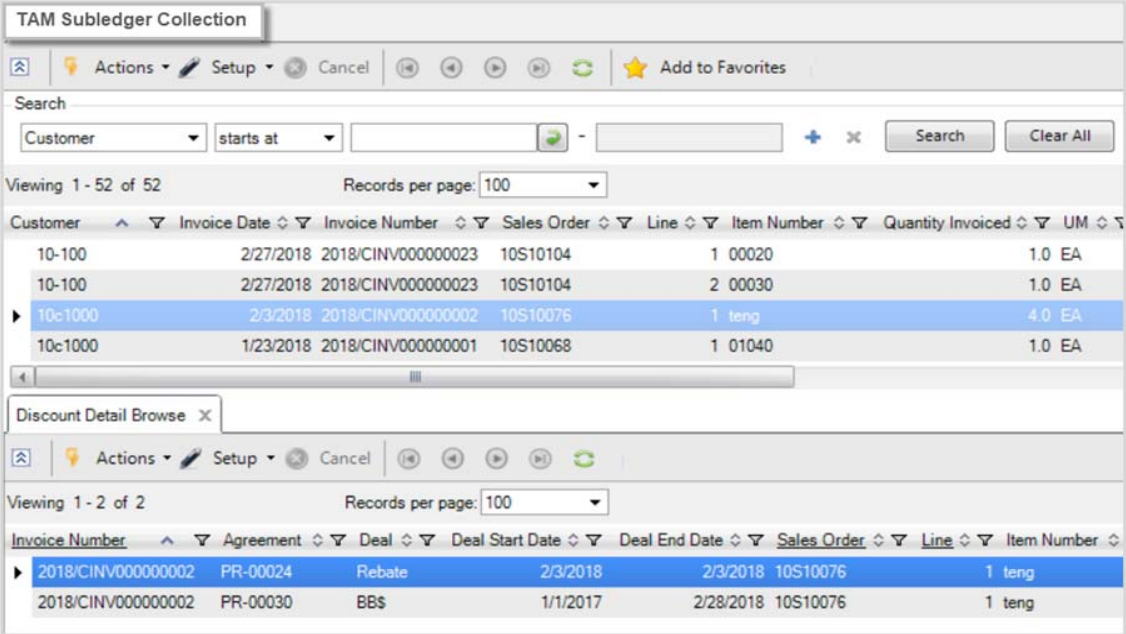 TAM Subledger Collection
Actions Setup Cancel Add to Favorites
Search
Customer starts at - Search Clear All
Viewing 1 - 52 of 52 Records per page: 100
Customer Invoice Date Invoice Number Sales Order Line Item Number Quantity Invoiced UM
10-100 2/27/2018 2018/CINV000000023 10S10104 1 00020 1.0 EA
10-100 2/27/2018 2018/CINV000000023 10S10104 2 00030 1.0 EA
10c1000 2/3/2018 2018/CINV000000002 10S10076 1 teng 4.0 EA
10c1000 1/23/2018 2018/CINV000000001 10S10068 1 01040 1.0 EA
Discount Detail Browse
Actions Setup Cancel
Viewing 1 - 2 of 2 Records per page: 100
Invoice Number Agreement Deal Deal Start Date Deal End Date Sales Order Line Item Number
2018/CINV000000002 PR-00024 Rebate 2/3/2018 2/3/2018 10S10076 1 teng
2018/CINV000000002 PR-00030 BB$ 1/1/2017 2/28/2018 10S10076 1 teng